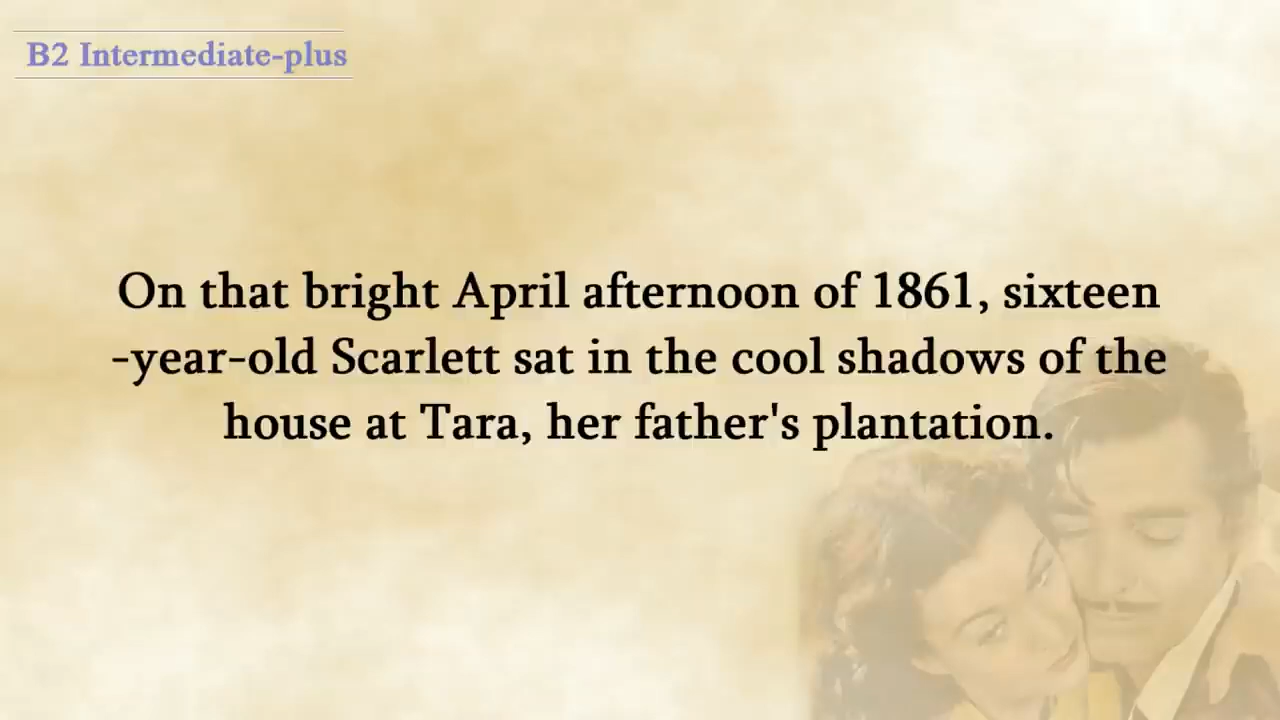 B2 Intermediate-plus
On that bright April afternoon of 1861, sixteen
-year-old Scarlett sat in the cool shadows of the
house at Tara, her father's plantation.